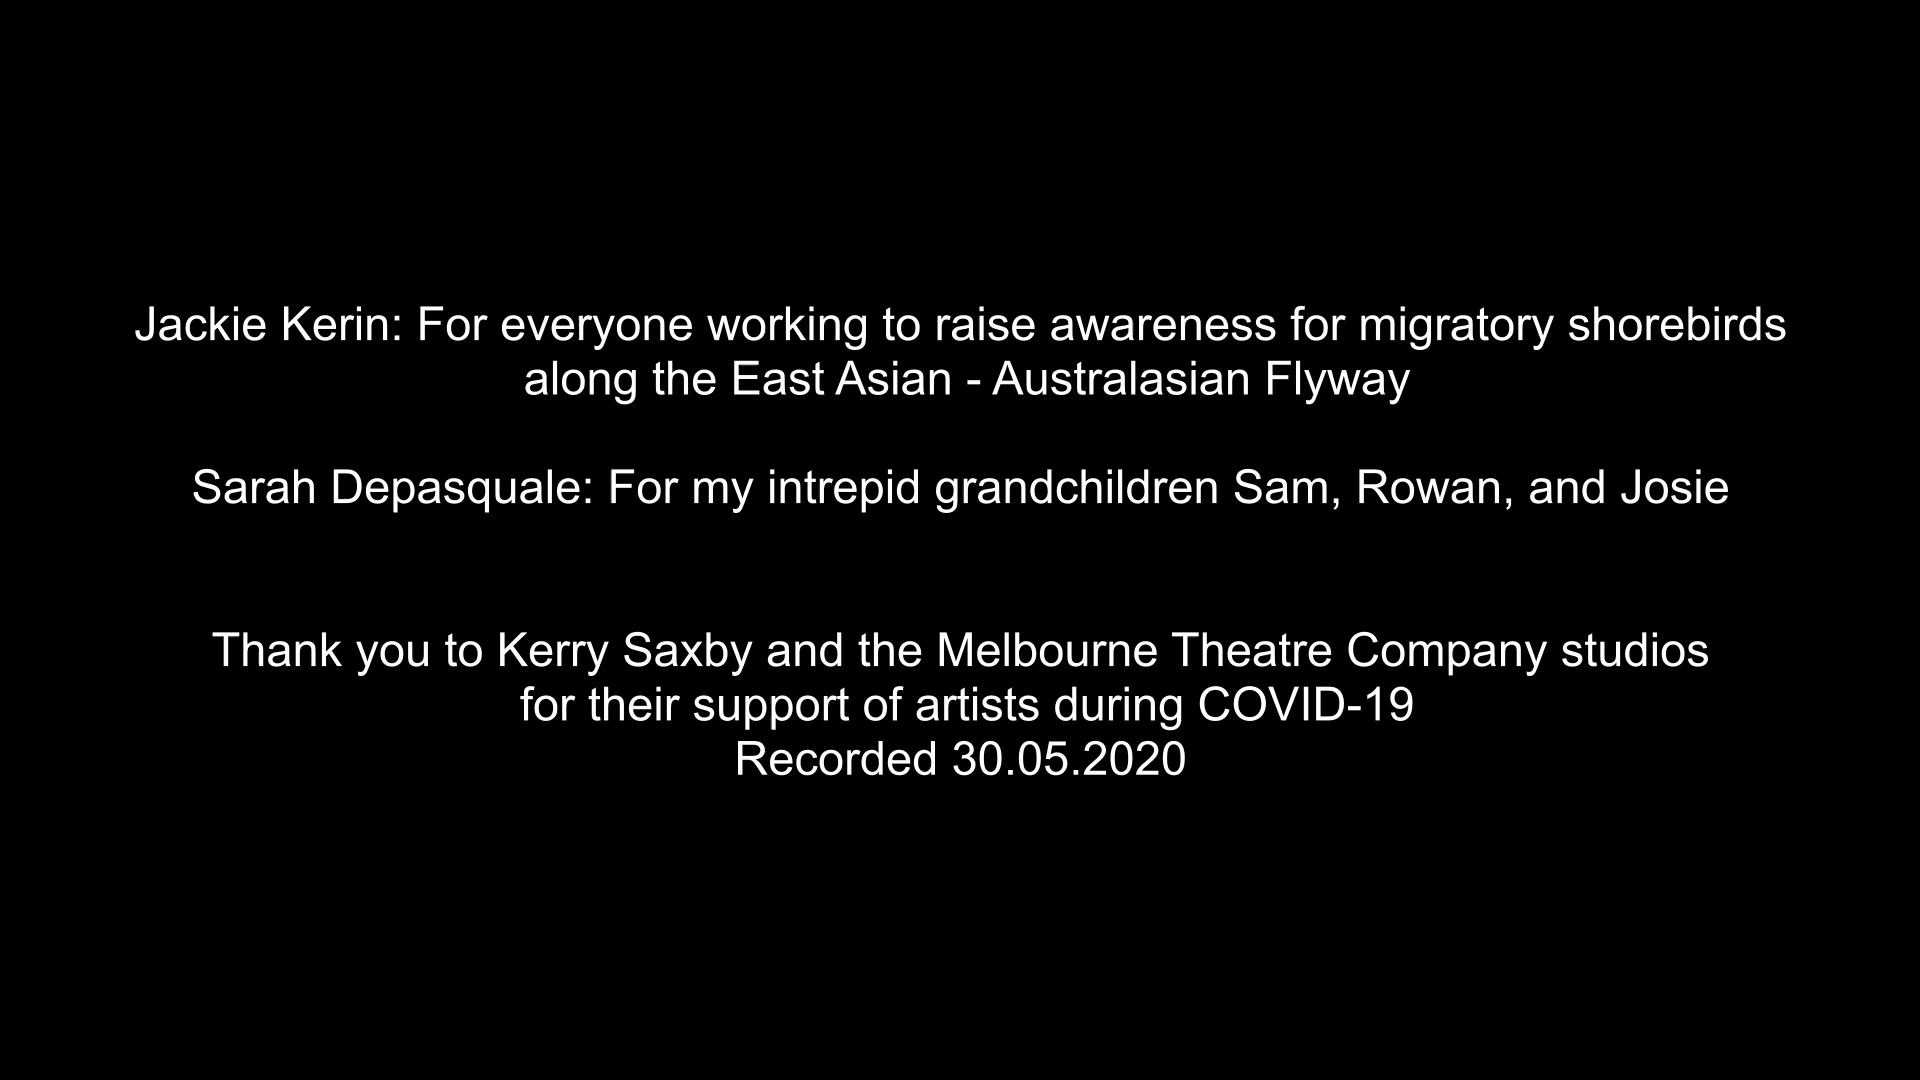 Jackie Kerin: For everyone working to raise awareness for migratory shorebirds
along the East Asian - Australasian Flyway
Sarah Depasquale: For my intrepid grandchildren Sam, Rowan, and Josie
Thank you to Kerry Saxby and the Melbourne Theatre Company studios
for their support of artists during COVID-19
Recorded 30.05.2020